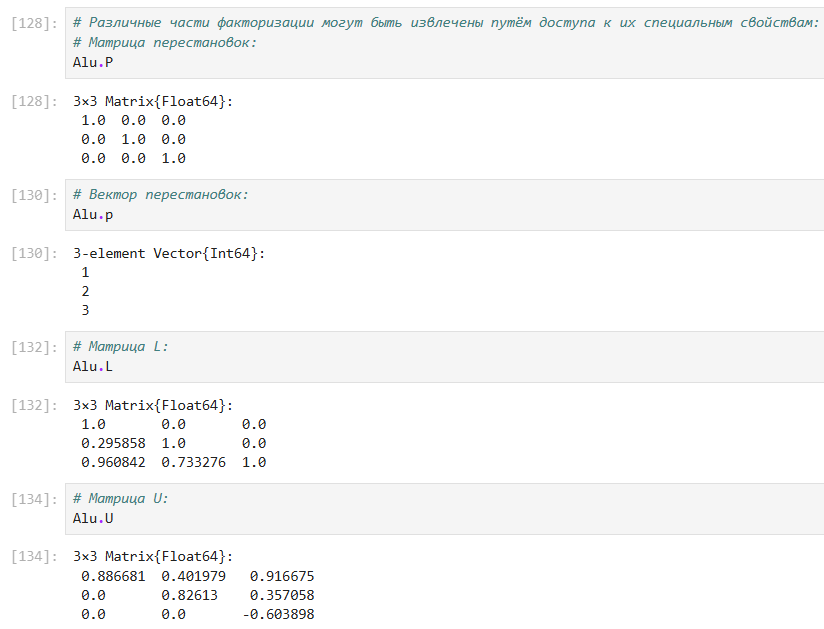 [128]: # Различные части факторизации могут быть извлечены путём доступа к их специальным свойствам:
# Матрица перестановок:
Alu.P
[128]: 3×3 Matrix{Float64}:
1.0 0.0 0.0
0.0 1.0 0.0
0.0 0.0 1.0
[130]: # Вектор перестановок:
Alu.p
[130]: 3-element Vector{Int64}:
1
2
3
[132]: # Матрица L:
Alu.L
[132]: 3×3 Matrix{Float64}:
1.0 0.0 0.0
0.295858 1.0 0.0
0.960842 0.733276 1.0
[134]: # Матрица U:
Alu.U
[134]: 3×3 Matrix{Float64}:
0.886681 0.401979 0.916675
0.0 0.82613 0.357058
0.0 0.0 -0.603898